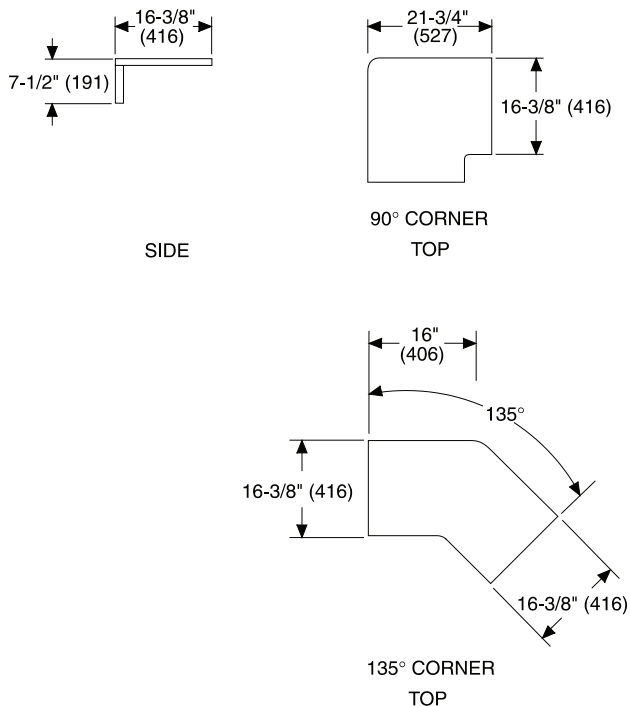 16-3/8"
(416)
7-1/2" (191)
SIDE
21-3/4"
(527)
16-3/8" (416)
90° CORNER
TOP
16"
(406)
135°
16-3/8" (416)
16-3/8" (416)
135° CORNER
TOP